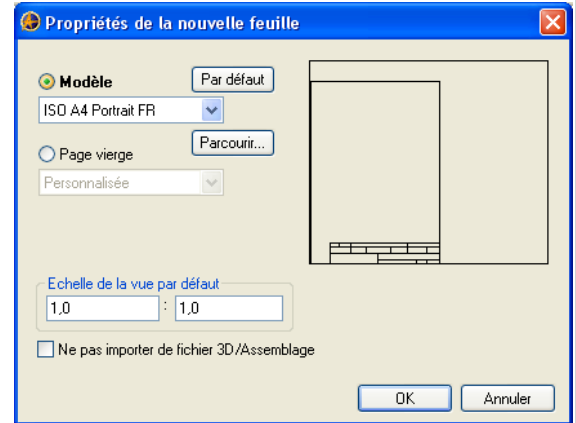 Propriétés de la nouvelle feuille
Modèle
Par défaut
ISO A4 Portrait FR
Parcourir...
Page vierge
Personnalisée
Echelle de la vue par défaut
1,0 : 1,0
Ne pas importer de fichier 3D/Assemblage
OK Annuler